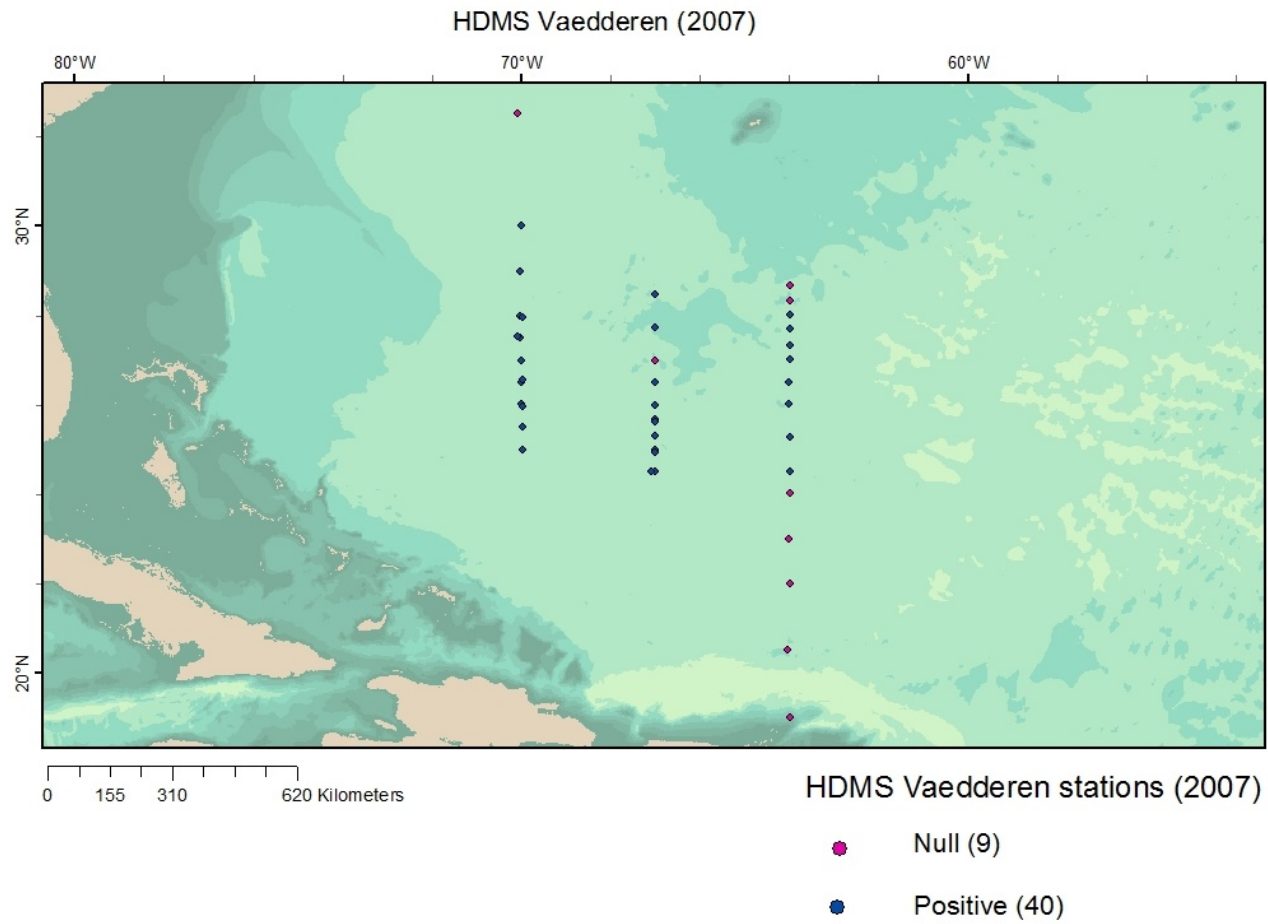 HDMS Vaedderen (2007)
80°W 70°W 60°W
30°N
20°N
0 155 310 620 Kilometers
HDMS Vaedderen stations (2007)
Null (9)
Positive (40)